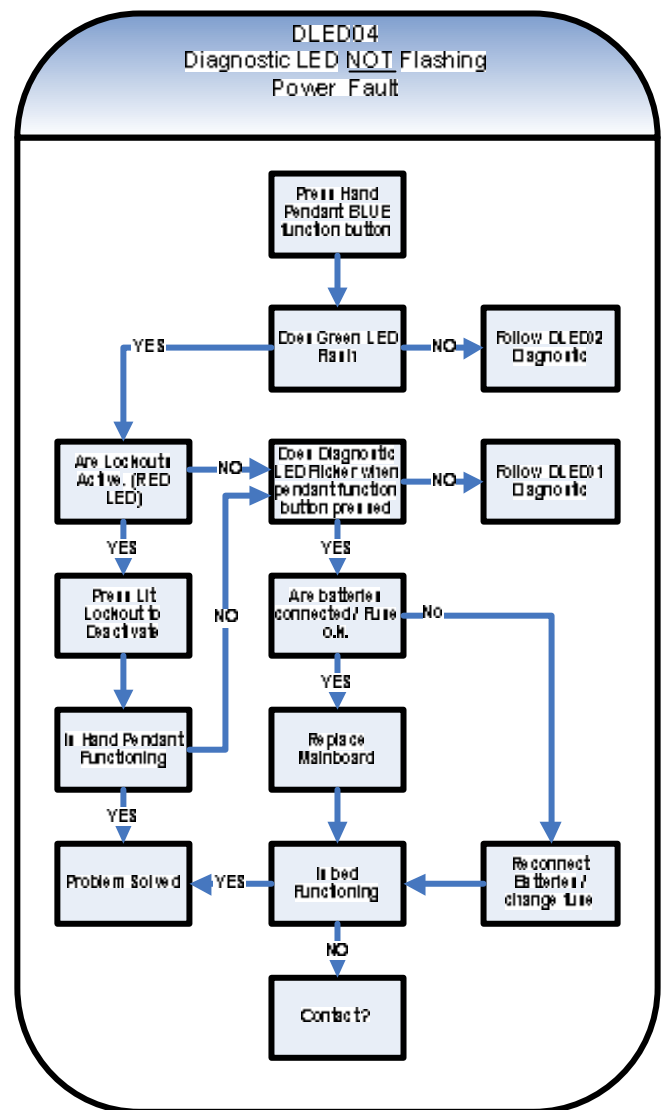 DLED04
Diagnostic LED NOT Flashing
Power Fault
Press Hand
Pendant BLUE
function button
Does Green LED
Flash
YES
NO
Follow DLED02
Diagnostic
Are Lockouts
Active. (RED
LED)
NO
Does Diagnostic
LED Flicker when
pendant function
button pressed
NO
Follow DLED01
Diagnostic
YES
YES
Press Lit
Lockout to
Deactivate
NO
Are batteries
connected / Fuse
o.k.
No
YES
Is Hand Pendant
Functioning
Replace
Mainboard
YES
Problem Solved
YES
Is bed
Functioning
Reconnect
Batteries /
change fuse
NO
Contact?